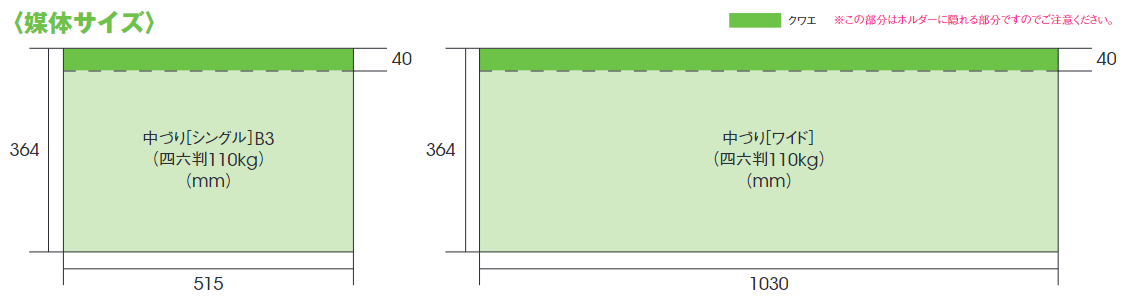 〈媒体サイズ〉
クワエ ※この部分はホルダーに隠れる部分ですのでご注意ください。
40
364
中づり[シングル]B3
(四六判110kg)
(mm)
515
40
364
中づり[ワイド]
(四六判110kg)
(mm)
1030